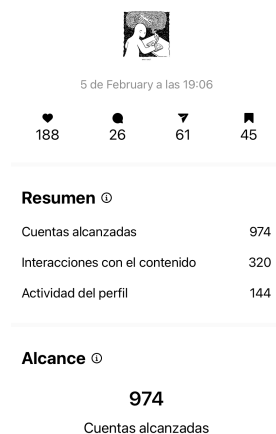 5 de February a las 19:06
188 26 61 45
Resumen
Cuentas alcanzadas 974
Interacciones con el contenido 320
Actividad del perfil 144
Alcance
974
Cuentas alcanzadas